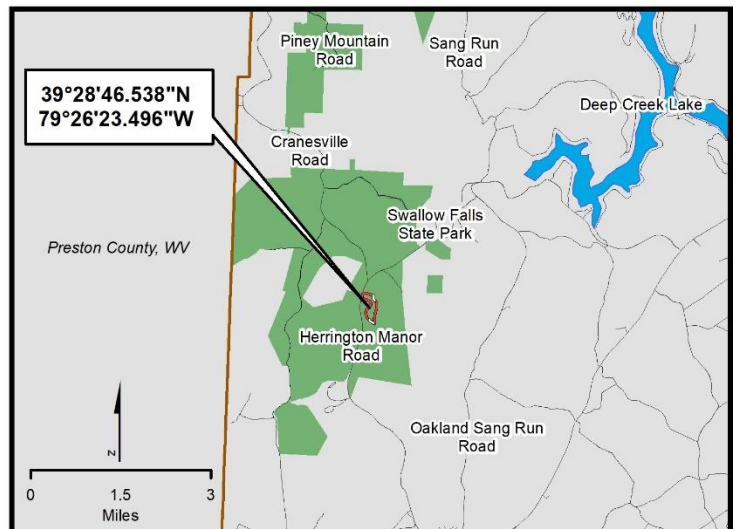 Piney Mountain
Road
Sang Run
Road
39°28'46.538"N
79°26'23.496"W
Deep Creek Lake
Cranesville
Road
Swallow Falls
State Park
Preston County, WV
Herrington Manor
Road
Oakland Sang Run
Road
N
0 1.5 3
Miles